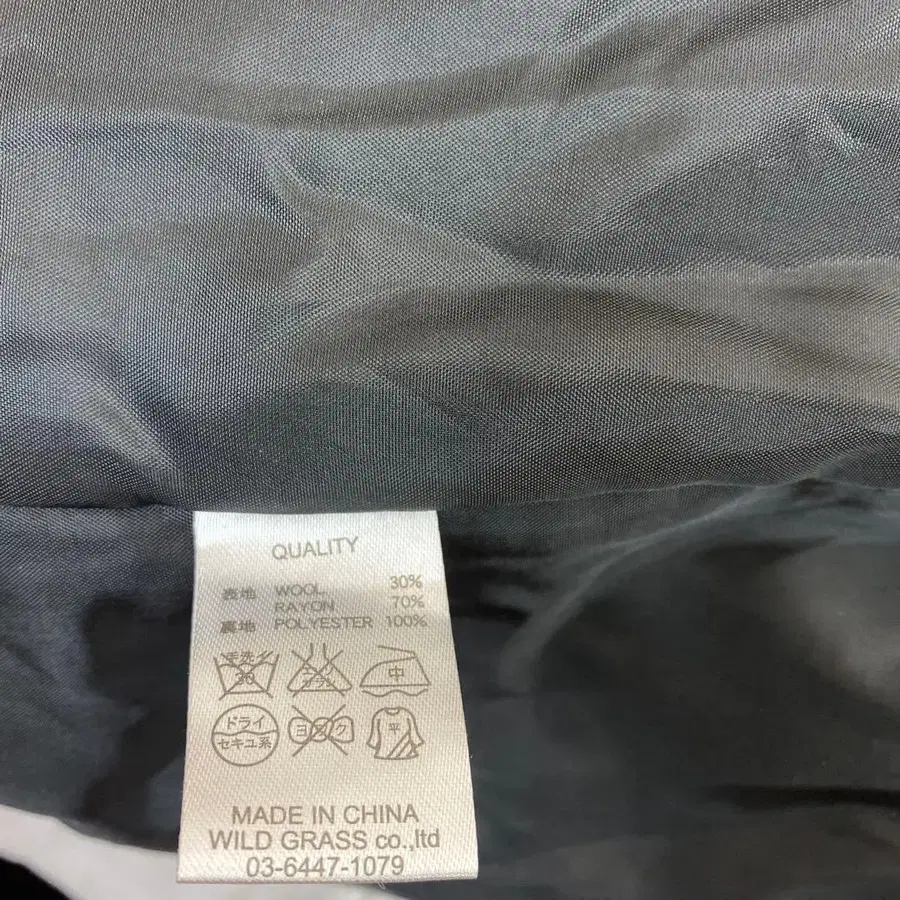 QUALITY
表地 WOOL 30%
RAYON 70%
裏地 POLYESTER 100%
中
ドライ
セキユ系
平
MADE IN CHINA
WILD GRASS co.,ltd
03-6447-1079